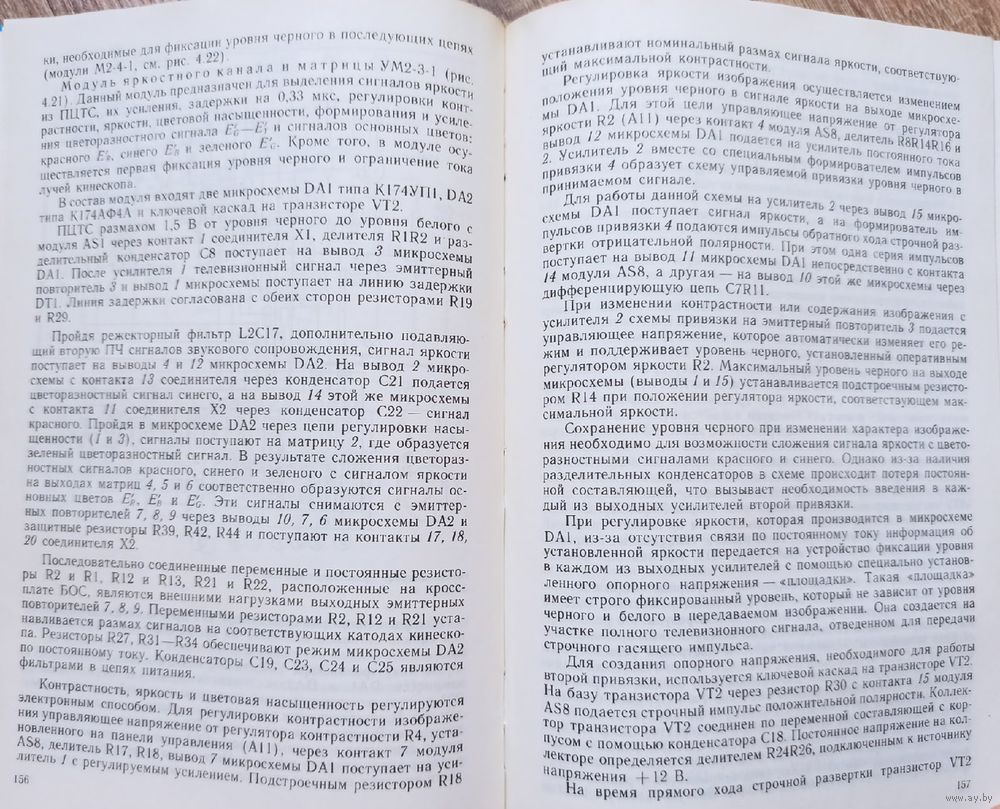 ки, необходимые для фиксации уровня черного в последующих цепях
(модули М2-4-1, см. рис. 4.22).
Модуль яркостного канала и матрицы УМ2-3-1 (рис.
4.21). Данный модуль предназначен для выделения сигналов яркости
из ПЦТС, их усиления, задержки на 0,33 мкс, регулировки конт-
растности, яркости, цветовой насыщенности, формирования и усиле-
ния цветоразностного сигнала E′G—E′Y и сигналов основных цветов:
красного E′R, синего E′B и зеленого E′G. Кроме того, в модуле осу-
ществляется первая фиксация уровня черного и ограничение тока
лучей кинескопа.
В состав модуля входят две микросхемы DA1 типа К174УП1, DA2
типа К174АФ4А и ключевой каскад на транзисторе VT2.
ПЦТС размахом 1,5 В от уровня черного до уровня белого с
модуля AS1 через контакт 1 соединителя X1, делителя R1R2 и раз-
делительный конденсатор C8 поступает на вывод 3 микросхемы
DA1. После усилителя 1 телевизионный сигнал через эмиттерный
повторитель 3 и вывод 1 микросхемы поступает на линию задержки
DT1. Линия задержки согласована с обеих сторон резисторами R19
и R29.
Пройдя режекторный фильтр L2C17, дополнительно подавляю-
щий вторую ПЧ сигналов звукового сопровождения, сигнал яркости
поступает на выводы 4 и 12 микросхемы DA2. На вывод 2 микро-
схемы с контакта 13 соединителя через конденсатор C21 подается
цветоразностный сигнал синего, а на вывод 14 этой же микросхемы
с контакта 11 соединителя X2 через конденсатор C22 — сигнал
красного. Пройдя в микросхеме DA2 через цепи регулировки насы-
щенности (1 и 3), сигналы поступают на матрицу 2, где образуется
зеленый цветоразностный сигнал. В результате сложения цветораз-
ностных сигналов красного, синего и зеленого с сигналом яркости
на выходах матриц 4, 5 и 6 соответственно образуются сигналы ос-
новных цветов E′R, E′B и E′G. Эти сигналы снимаются с эмиттер-
ных повторителей 7, 8, 9 через выводы 10, 7, 6 микросхемы DA2 и
защитные резисторы R39, R42, R44 и поступают на контакты 17, 18,
20 соединителя X2.
Последовательно соединенные переменные и постоянные резисто-
ры R2 и R1, R12 и R13, R21 и R22, расположенные на кросс-
плате БОС, являются внешними нагрузками выходных эмиттерных
повторителей 7, 8, 9. Переменными резисторами R2, R12 и R21 уста-
навливается размах сигналов на соответствующих катодах кинеско-
па. Резисторы R27, R31—R34 обеспечивают режим микросхемы DA2
по постоянному току. Конденсаторы C19, C23, C24 и C25 являются
фильтрами в цепях питания.
Контрастность, яркость и цветовая насыщенность регулируются
электронным способом. Для регулировки контрастности изображе-
ния управляющее напряжение от регулятора контрастности R4, уста-
новленного на панели управления (А11), через контакт 7 модуля
AS8, делитель R17, R18, вывод 7 микросхемы DA1 поступает на уси-
литель 1 с регулируемым усилением. Подстроечным резистором R18
156
устанавливают номинальный размах сигнала яркости, соответствую-
щий максимальной контрастности.
Регулировка яркости изображения осуществляется изменением
положения уровня черного в сигнале яркости на выходе микросхе-
мы DA1. Для этой цели управляющее напряжение от регулятора
яркости R2 (А11) через контакт 4 модуля AS8, делитель R8R14R16 и
вывод 12 микросхемы DA1 подается на усилитель постоянного тока
2. Усилитель 2 вместе со специальным формирователем импульсов
привязки 4 образует схему управляемой привязки уровня черного в
принимаемом сигнале.
Для работы данной схемы на усилитель 2 через вывод 15 микро-
схемы DA1 поступает сигнал яркости, а на формирователь им-
пульсов привязки 4 подаются импульсы обратного хода строчной раз-
вертки отрицательной полярности. При этом одна серия импульсов
поступает на вывод 11 микросхемы DA1 непосредственно с контакта
14 модуля AS8, а другая — на вывод 10 этой же микросхемы через
дифференцирующую цепь C7R11.
При изменении контрастности или содержания изображения с
усилителя 2 схемы привязки на эмиттерный повторитель 3 подается
управляющее напряжение, которое автоматически изменяет его ре-
жим и поддерживает уровень черного, установленный оперативным
регулятором яркости R2. Максимальный уровень черного на выходе
микросхемы (выводы 1 и 15) устанавливается подстроечным резисто-
ром R14 при положении регулятора яркости, соответствующем мак-
симальной яркости.
Сохранение уровня черного при изменении характера изображе-
ния необходимо для возможности сложения сигнала яркости с цвето-
разностными сигналами красного и синего. Однако из-за наличия
разделительных конденсаторов в схеме происходит потеря постоян-
ной составляющей, что вызывает необходимость введения в каж-
дый из выходных усилителей второй привязки.
При регулировке яркости, которая производится в микросхеме
DA1, из-за отсутствия связи по постоянному току информация об
установленной яркости передается на устройство фиксации уровня
в каждом из выходных усилителей с помощью специально установ-
ленного опорного напряжения — «площадки». Такая «площадка»
имеет строго фиксированный уровень, который не зависит от уровня
черного и белого в передаваемом изображении. Она создается на
участке полного телевизионного сигнала, отведенном для передачи
строчного гасящего импульса.
Для создания опорного напряжения, необходимого для работы
второй привязки, используется ключевой каскад на транзисторе VT2.
На базу транзистора VT2 через резистор R30 с контакта 15 модуля
AS8 подается строчный импульс положительной полярности. Коллек-
тор транзистора VT2 соединен по переменной составляющей с кор-
пусом с помощью конденсатора C18. Постоянное напряжение на кол-
лекторе определяется делителем R24R26, подключенным к источнику
напряжения +12 В.
На время прямого хода строчной развертки транзистор VT2
157
www.ay.by